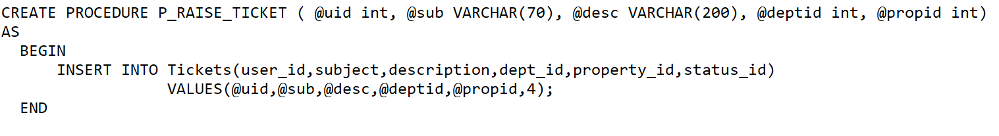 CREATE PROCEDURE P_RAISE_TICKET ( @uid int, @sub VARCHAR(70), @desc VARCHAR(200), @deptid int, @propid int)
AS
  BEGIN
      INSERT INTO Tickets(user_id,subject,description,dept_id,property_id,status_id)
                  VALUES(@uid,@sub,@desc,@deptid,@propid,4);
  END